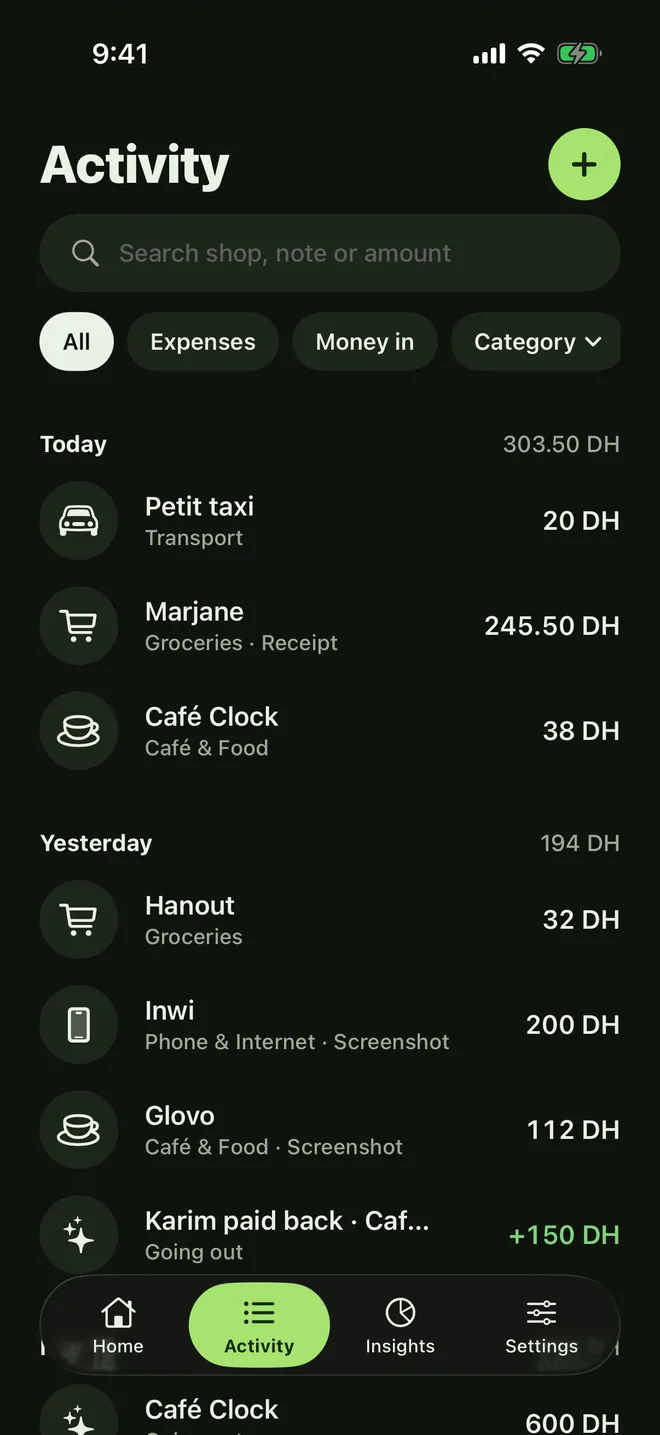 9:41
Activity
Search shop, note or amount
All
Expenses
Money in
Category
Today
303.50 DH
Petit taxi
20 DH
Transport
Marjane
245.50 DH
Groceries · Receipt
Café Clock
38 DH
Café & Food
Yesterday
194 DH
Hanout
32 DH
Groceries
Inwi
200 DH
Phone & Internet · Screenshot
Glovo
112 DH
Café & Food · Screenshot
Karim paid back · Caf...
+150 DH
Going out
Home
Activity
Insights
Settings
Café Clock
600 DH